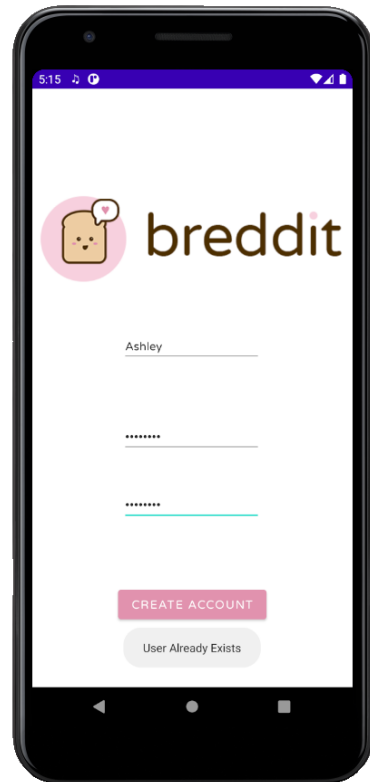 5:15
breddit
Ashley
••••••••
••••••••
CREATE ACCOUNT
User Already Exists